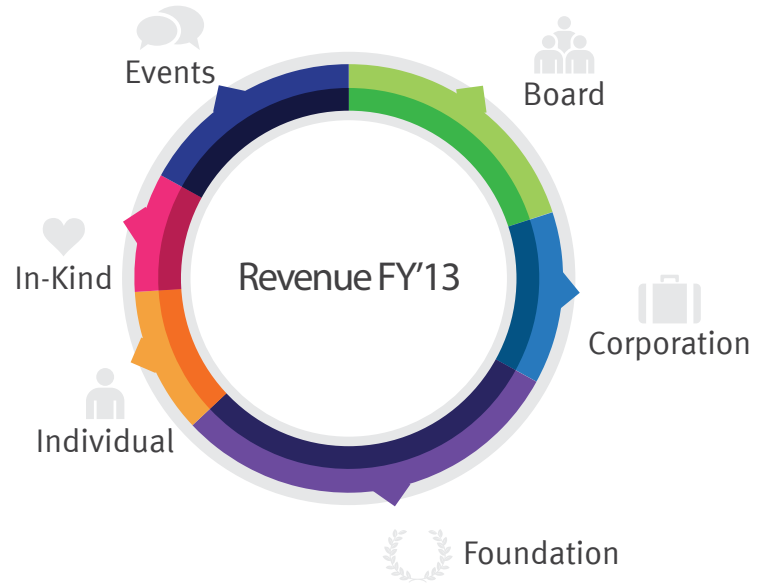 Events
Board
In-Kind
Revenue FY'13
Corporation
Individual
Foundation